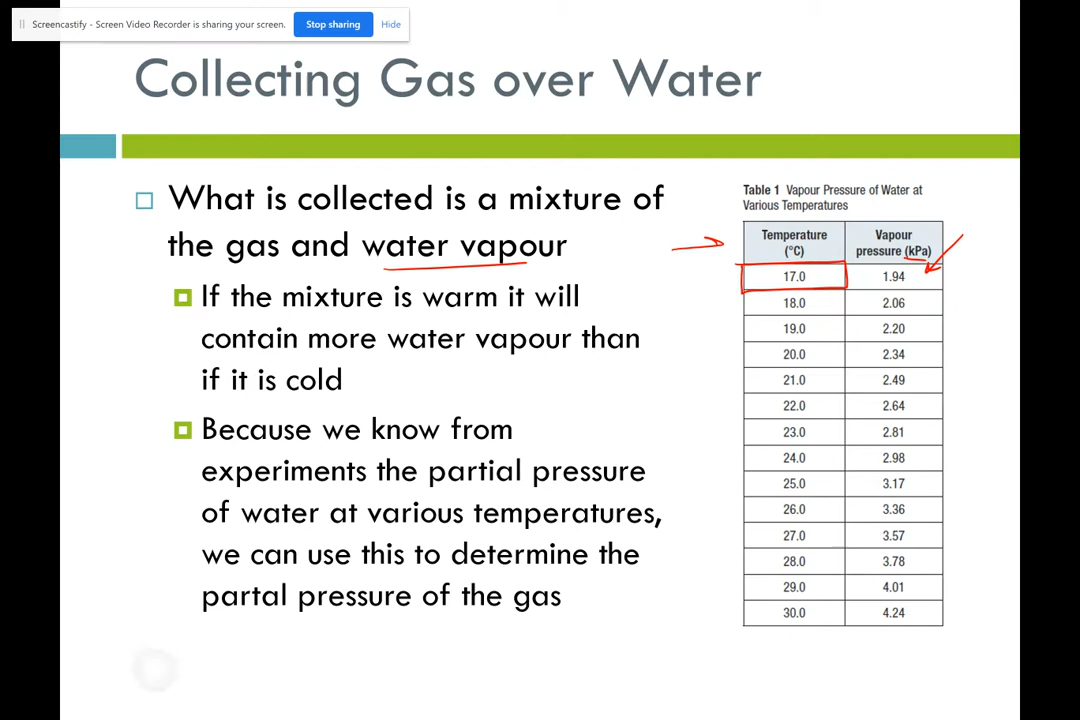 Screencastify - Screen Video Recorder is sharing your screen. Stop sharing Hide
Collecting Gas over Water
What is collected is a mixture of
the gas and water vapour
If the mixture is warm it will
contain more water vapour than
if it is cold
Because we know from
experiments the partial pressure
of water at various temperatures,
we can use this to determine the
partal pressure of the gas
Table 1 Vapour Pressure of Water at
Various Temperatures
Temperature Vapour
(°C) pressure (kPa)
17.0 1.94
18.0 2.06
19.0 2.20
20.0 2.34
21.0 2.49
22.0 2.64
23.0 2.81
24.0 2.98
25.0 3.17
26.0 3.36
27.0 3.57
28.0 3.78
29.0 4.01
30.0 4.24